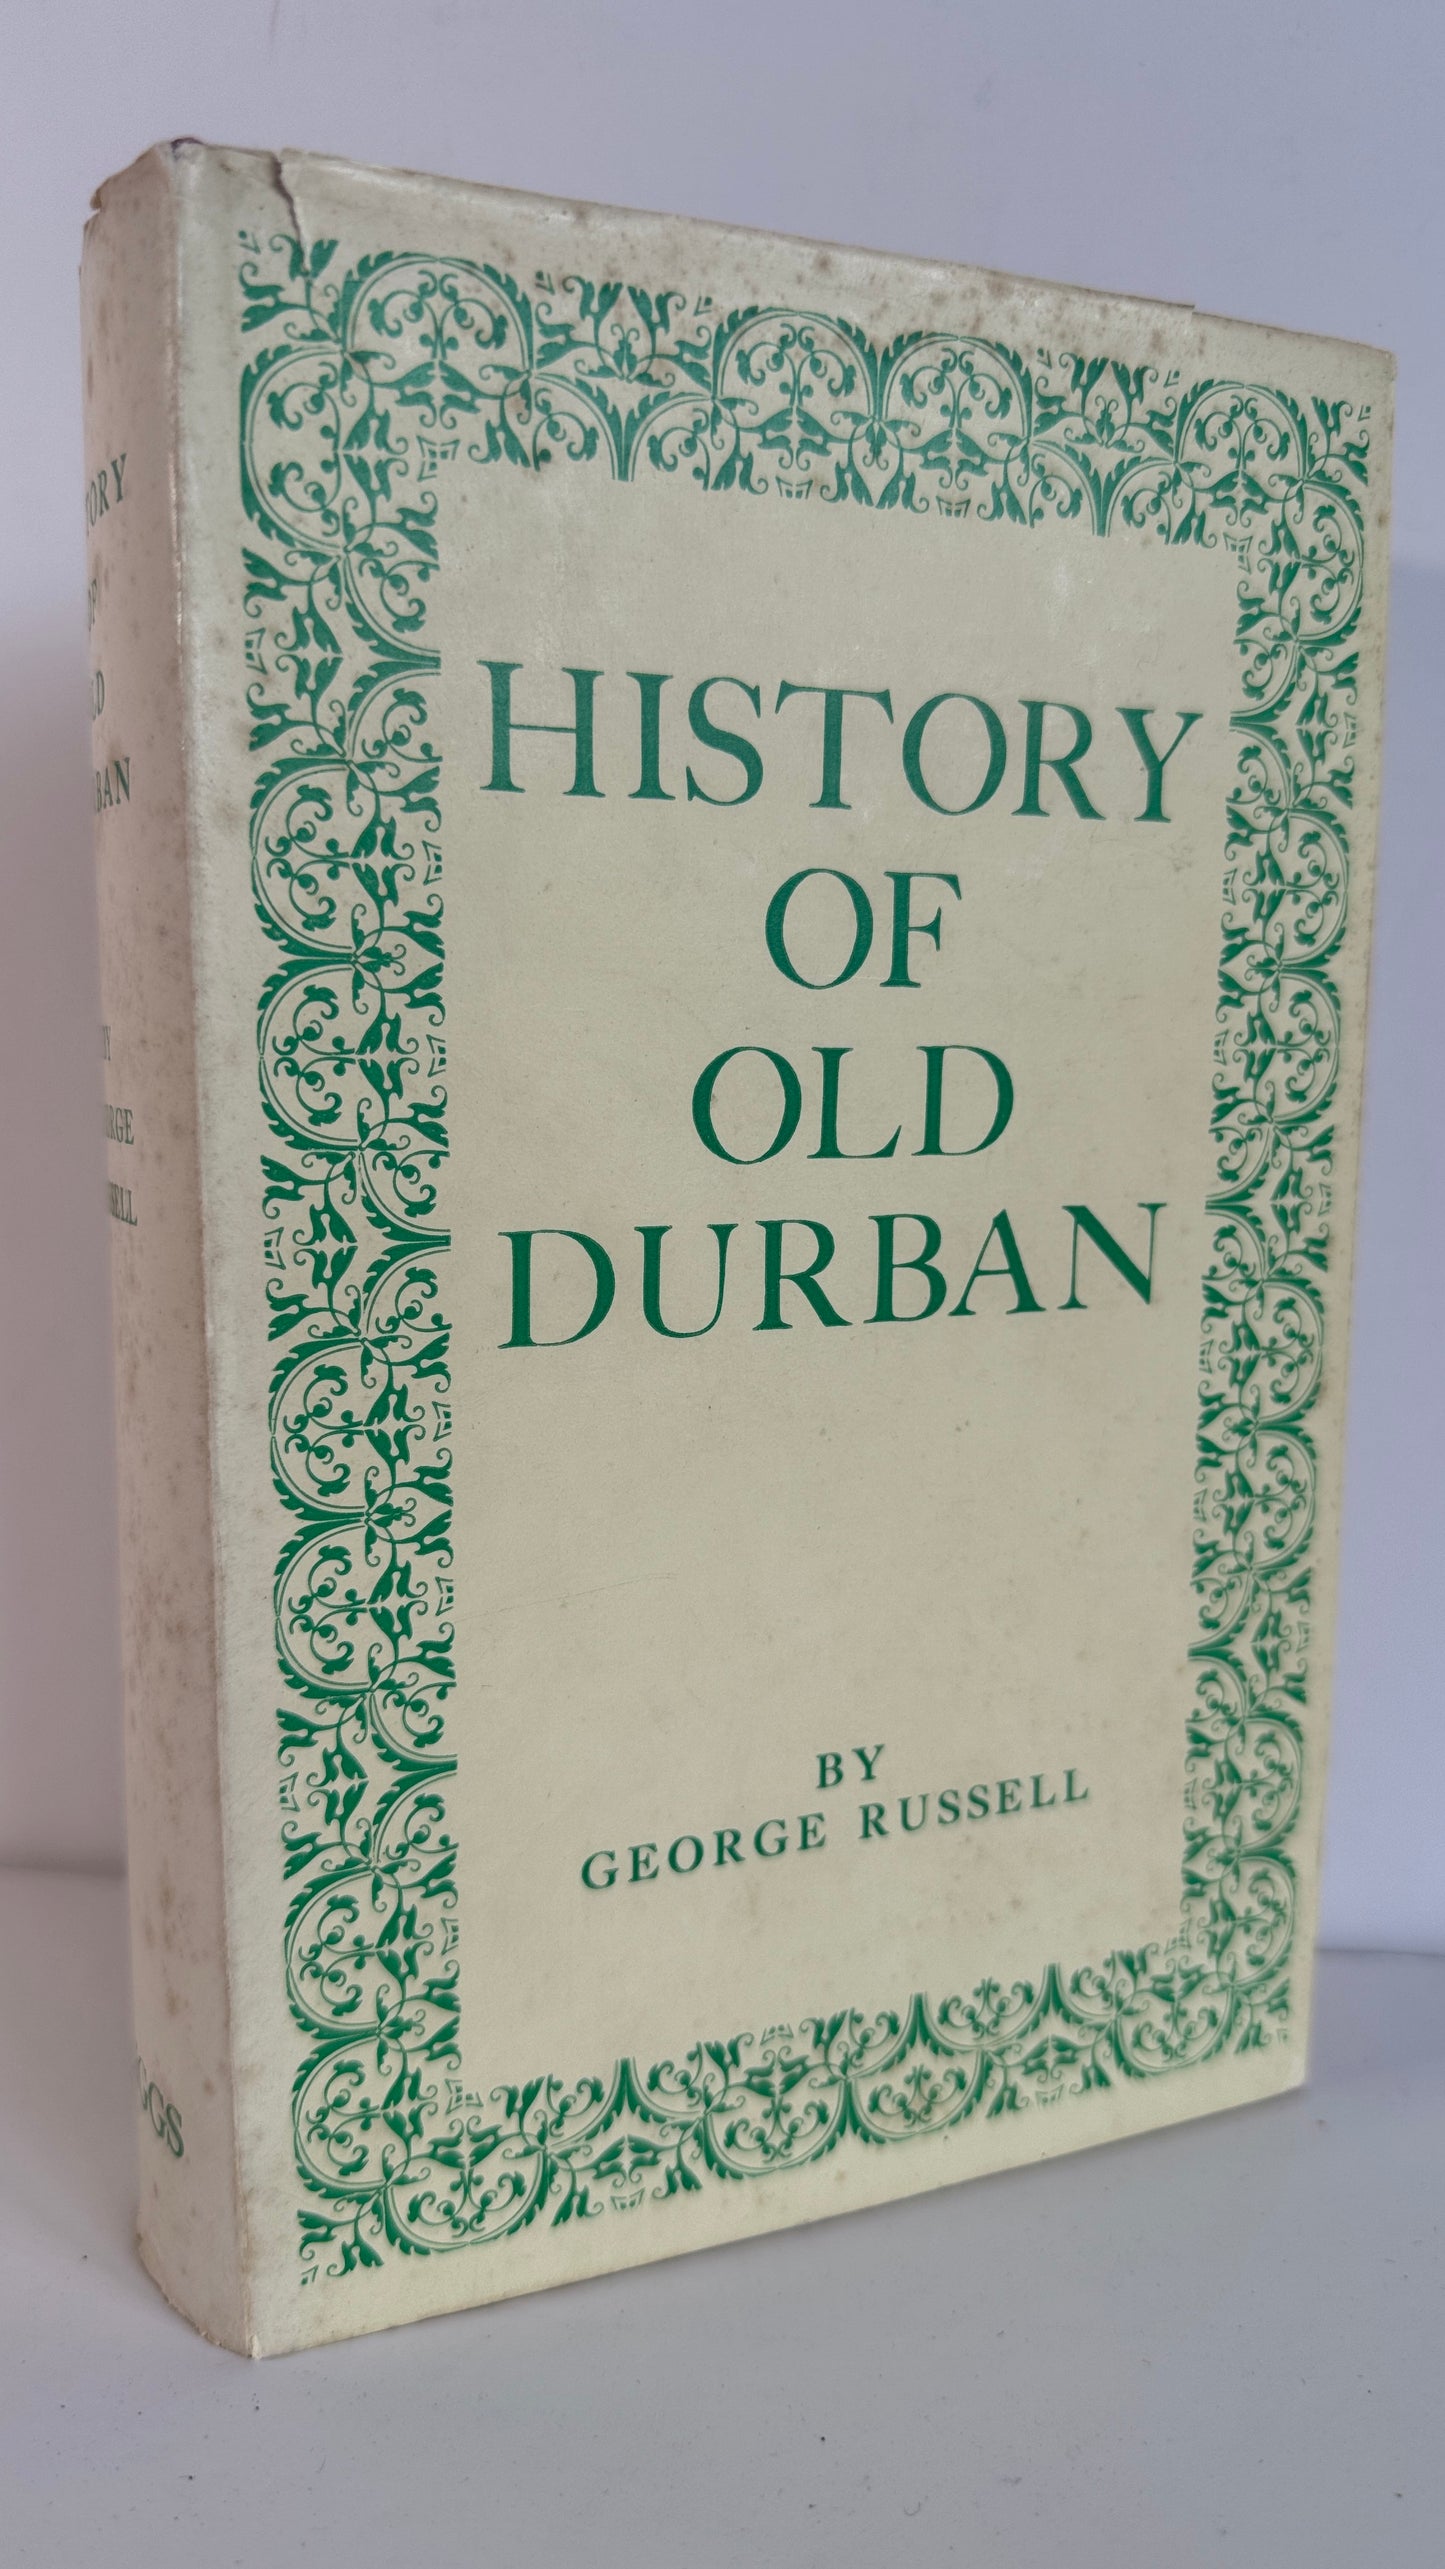 HISTORY
OF
OLD
DURBAN
BY
GEORGE RUSSELL